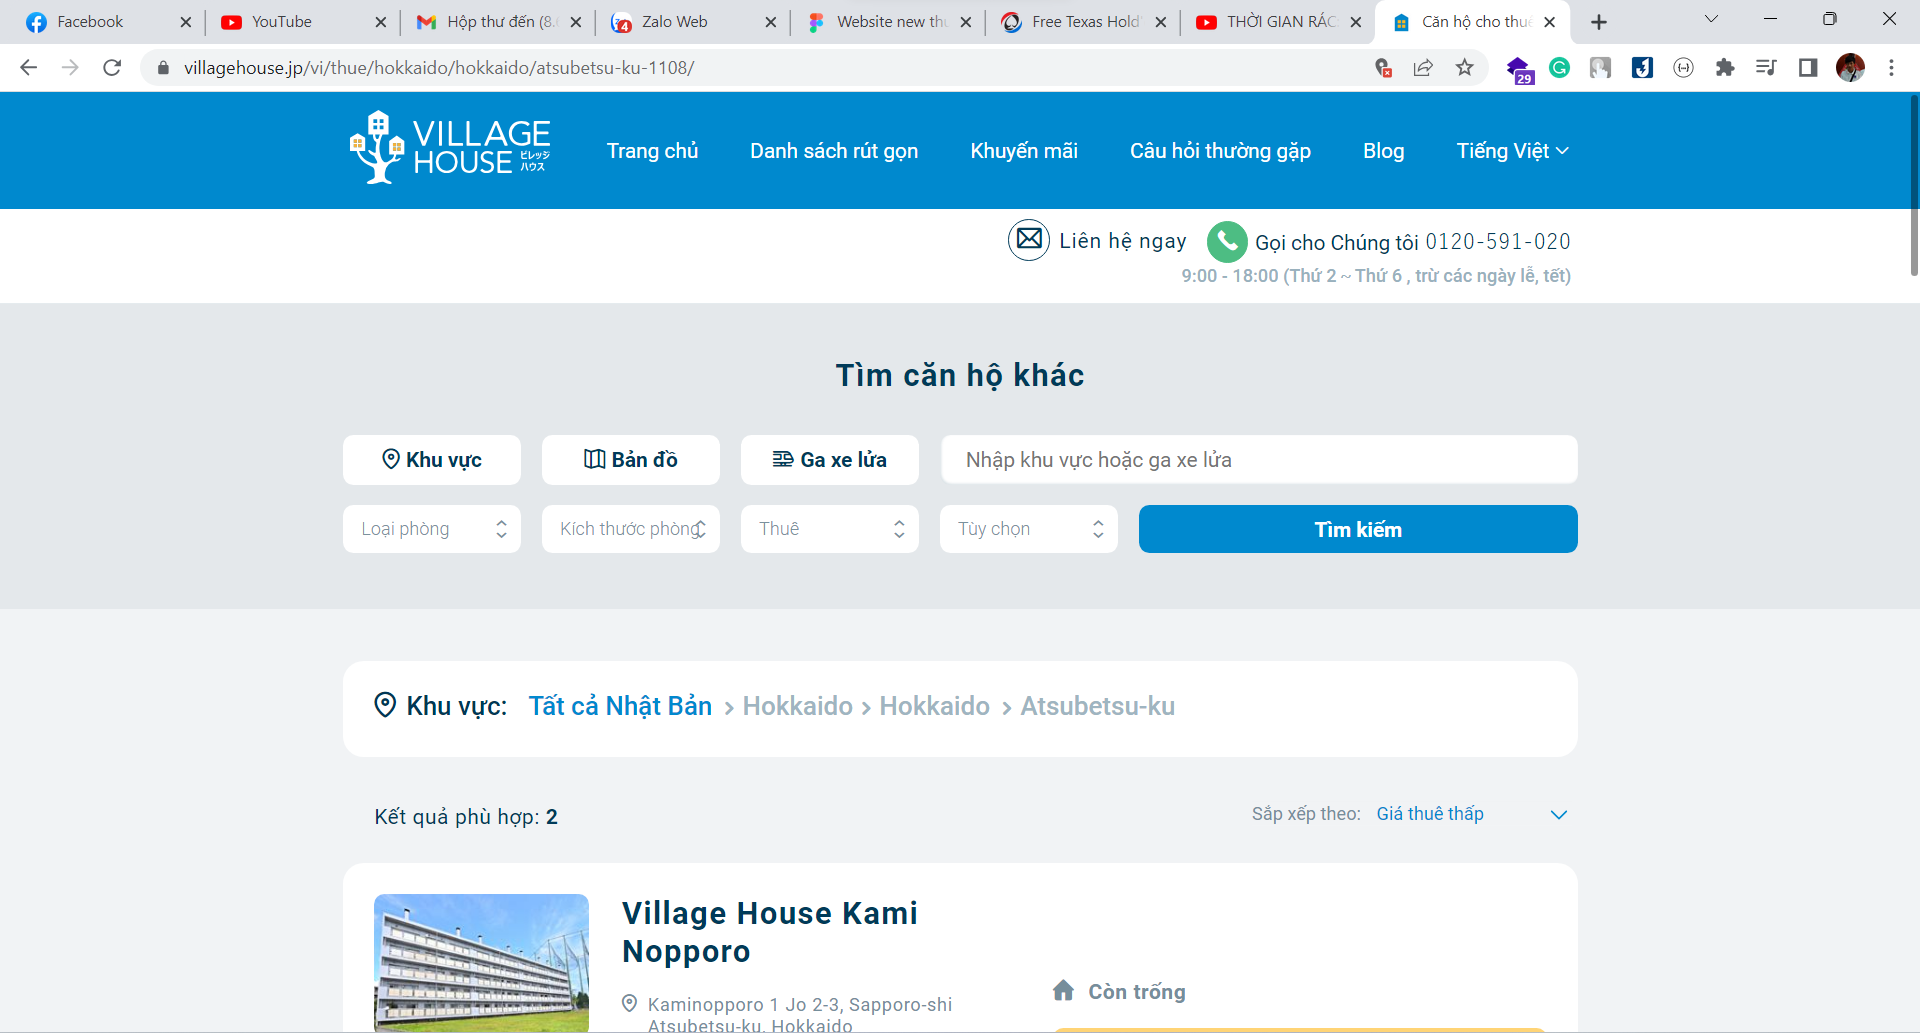 Facebook
YouTube
Hộp thư đến (8.
Zalo Web
Website new thu
Free Texas Hold'
THỜI GIAN RÁC:
Căn hộ cho thuê
villagehouse.jp/vi/thue/hokkaido/hokkaido/atsubetsu-ku-1108/
29
VILLAGE HOUSE ビレッジハウス
Trang chủ
Danh sách rút gọn
Khuyến mãi
Câu hỏi thường gặp
Blog
Tiếng Việt
Liên hệ ngay
Gọi cho Chúng tôi 0120-591-020
9:00 - 18:00 (Thứ 2 ~ Thứ 6 , trừ các ngày lễ, tết)
Tìm căn hộ khác
Khu vực
Bản đồ
Ga xe lửa
Nhập khu vực hoặc ga xe lửa
Loại phòng
Kích thước phòng
Thuê
Tùy chọn
Tìm kiếm
Khu vực: Tất cả Nhật Bản > Hokkaido > Hokkaido > Atsubetsu-ku
Kết quả phù hợp: 2
Sắp xếp theo: Giá thuê thấp
Village House Kami
Nopporo
Kaminopporo 1 Jo 2-3, Sapporo-shi
Atsubetsu-ku, Hokkaido
Còn trống